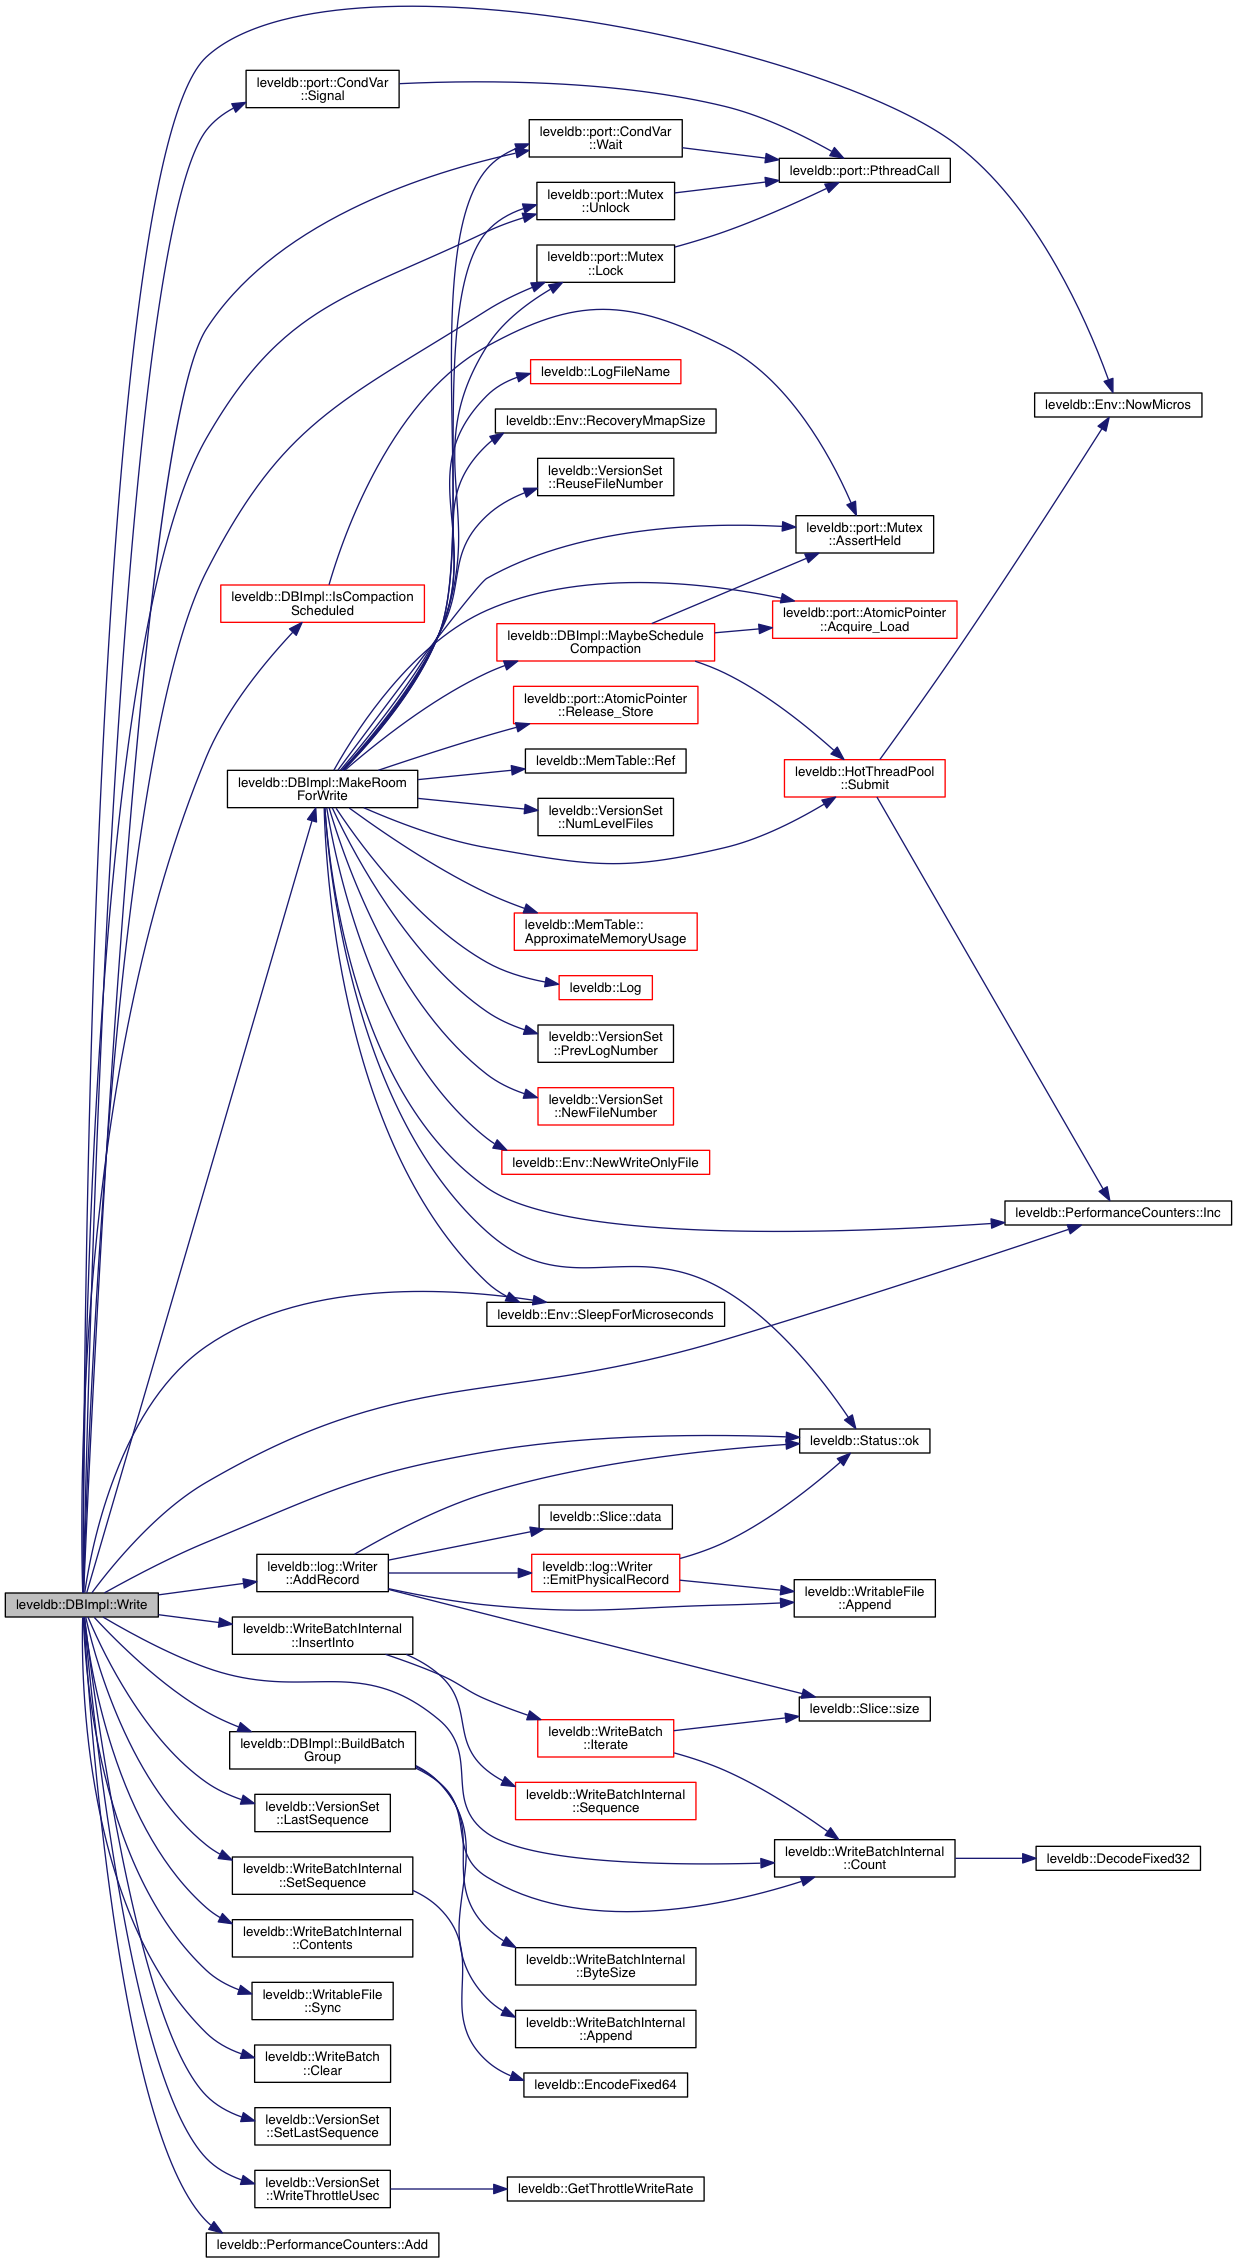 leveldb::port::CondVar
::Signal
leveldb::port::CondVar
::Wait
leveldb::port::PthreadCall
leveldb::port::Mutex
::Unlock
leveldb::port::Mutex
::Lock
leveldb::LogFileName
leveldb::Env::NowMicros
leveldb::Env::RecoveryMmapSize
leveldb::VersionSet
::ReuseFileNumber
leveldb::port::Mutex
::AssertHeld
leveldb::DBImpl::IsCompaction
Scheduled
leveldb::port::AtomicPointer
::Acquire_Load
leveldb::DBImpl::MaybeSchedule
Compaction
leveldb::port::AtomicPointer
::Release_Store
leveldb::MemTable::Ref
leveldb::DBImpl::MakeRoom
ForWrite
leveldb::HotThreadPool
::Submit
leveldb::VersionSet
::NumLevelFiles
leveldb::MemTable::
ApproximateMemoryUsage
leveldb::Log
leveldb::VersionSet
::PrevLogNumber
leveldb::VersionSet
::NewFileNumber
leveldb::Env::NewWriteOnlyFile
leveldb::PerformanceCounters::Inc
leveldb::Env::SleepForMicroseconds
leveldb::Status::ok
leveldb::Slice::data
leveldb::log::Writer
::AddRecord
leveldb::log::Writer
::EmitPhysicalRecord
leveldb::WritableFile
::Append
leveldb::DBImpl::Write
leveldb::WriteBatchInternal
::InsertInto
leveldb::Slice::size
leveldb::WriteBatch
::Iterate
leveldb::DBImpl::BuildBatch
Group
leveldb::WriteBatchInternal
::Sequence
leveldb::VersionSet
::LastSequence
leveldb::WriteBatchInternal
::Count
leveldb::DecodeFixed32
leveldb::WriteBatchInternal
::SetSequence
leveldb::WriteBatchInternal
::Contents
leveldb::WriteBatchInternal
::ByteSize
leveldb::WritableFile
::Sync
leveldb::WriteBatchInternal
::Append
leveldb::WriteBatch
::Clear
leveldb::EncodeFixed64
leveldb::VersionSet
::SetLastSequence
leveldb::VersionSet
::WriteThrottleUsec
leveldb::GetThrottleWriteRate
leveldb::PerformanceCounters::Add